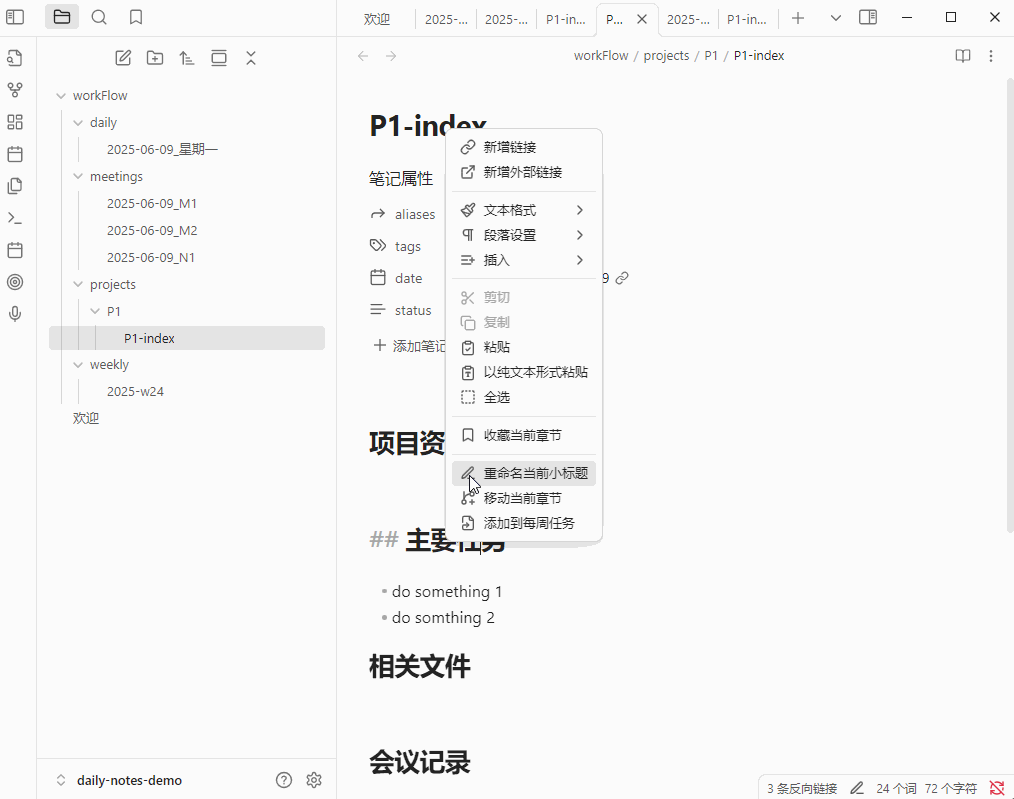 欢迎
2025-...
2025-...
P1-in...
P...
2025-...
P1-in...
workFlow / projects / P1 / P1-index
workFlow
daily
2025-06-09_星期一
meetings
2025-06-09_M1
2025-06-09_M2
2025-06-09_N1
projects
P1
P1-index
weekly
2025-w24
欢迎
daily-notes-demo
P1-index
笔记属性
aliases
tags
date
9
status
添加笔记
项目资
## 主要任务
do something 1
do somthing 2
相关文件
会议记录
新增链接
新增外部链接
文本格式
段落设置
插入
剪切
复制
粘贴
以纯文本形式粘贴
全选
收藏当前章节
重命名当前小标题
移动当前章节
添加到每周任务
3 条反向链接
24 个词
72 个字符